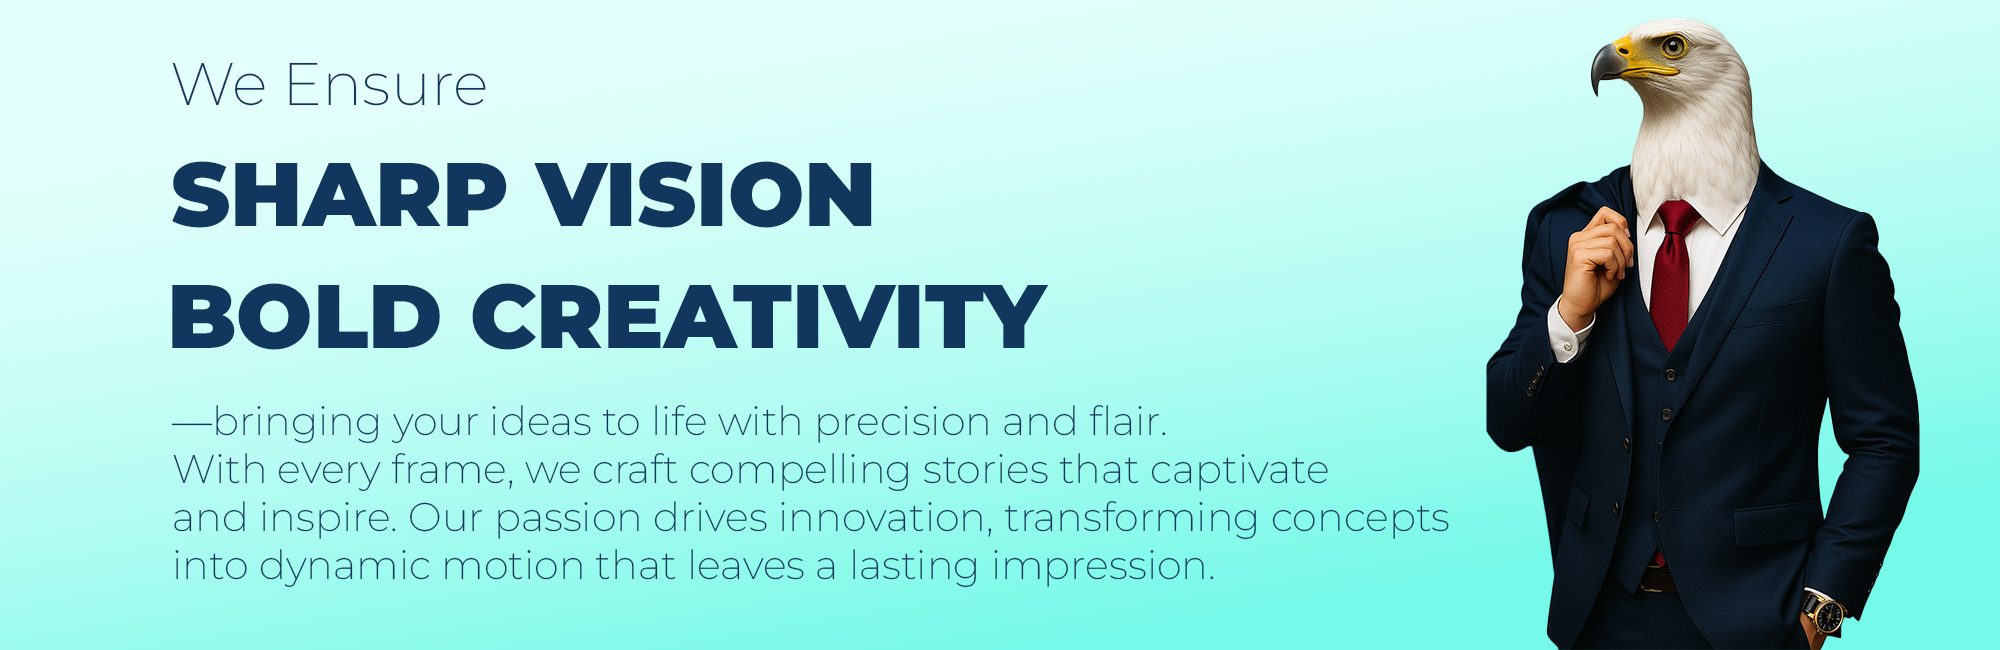 We Ensure
SHARP VISION
BOLD CREATIVITY
—bringing your ideas to life with precision and flair.
With every frame, we craft compelling stories that captivate
and inspire. Our passion drives innovation, transforming concepts
into dynamic motion that leaves a lasting impression.